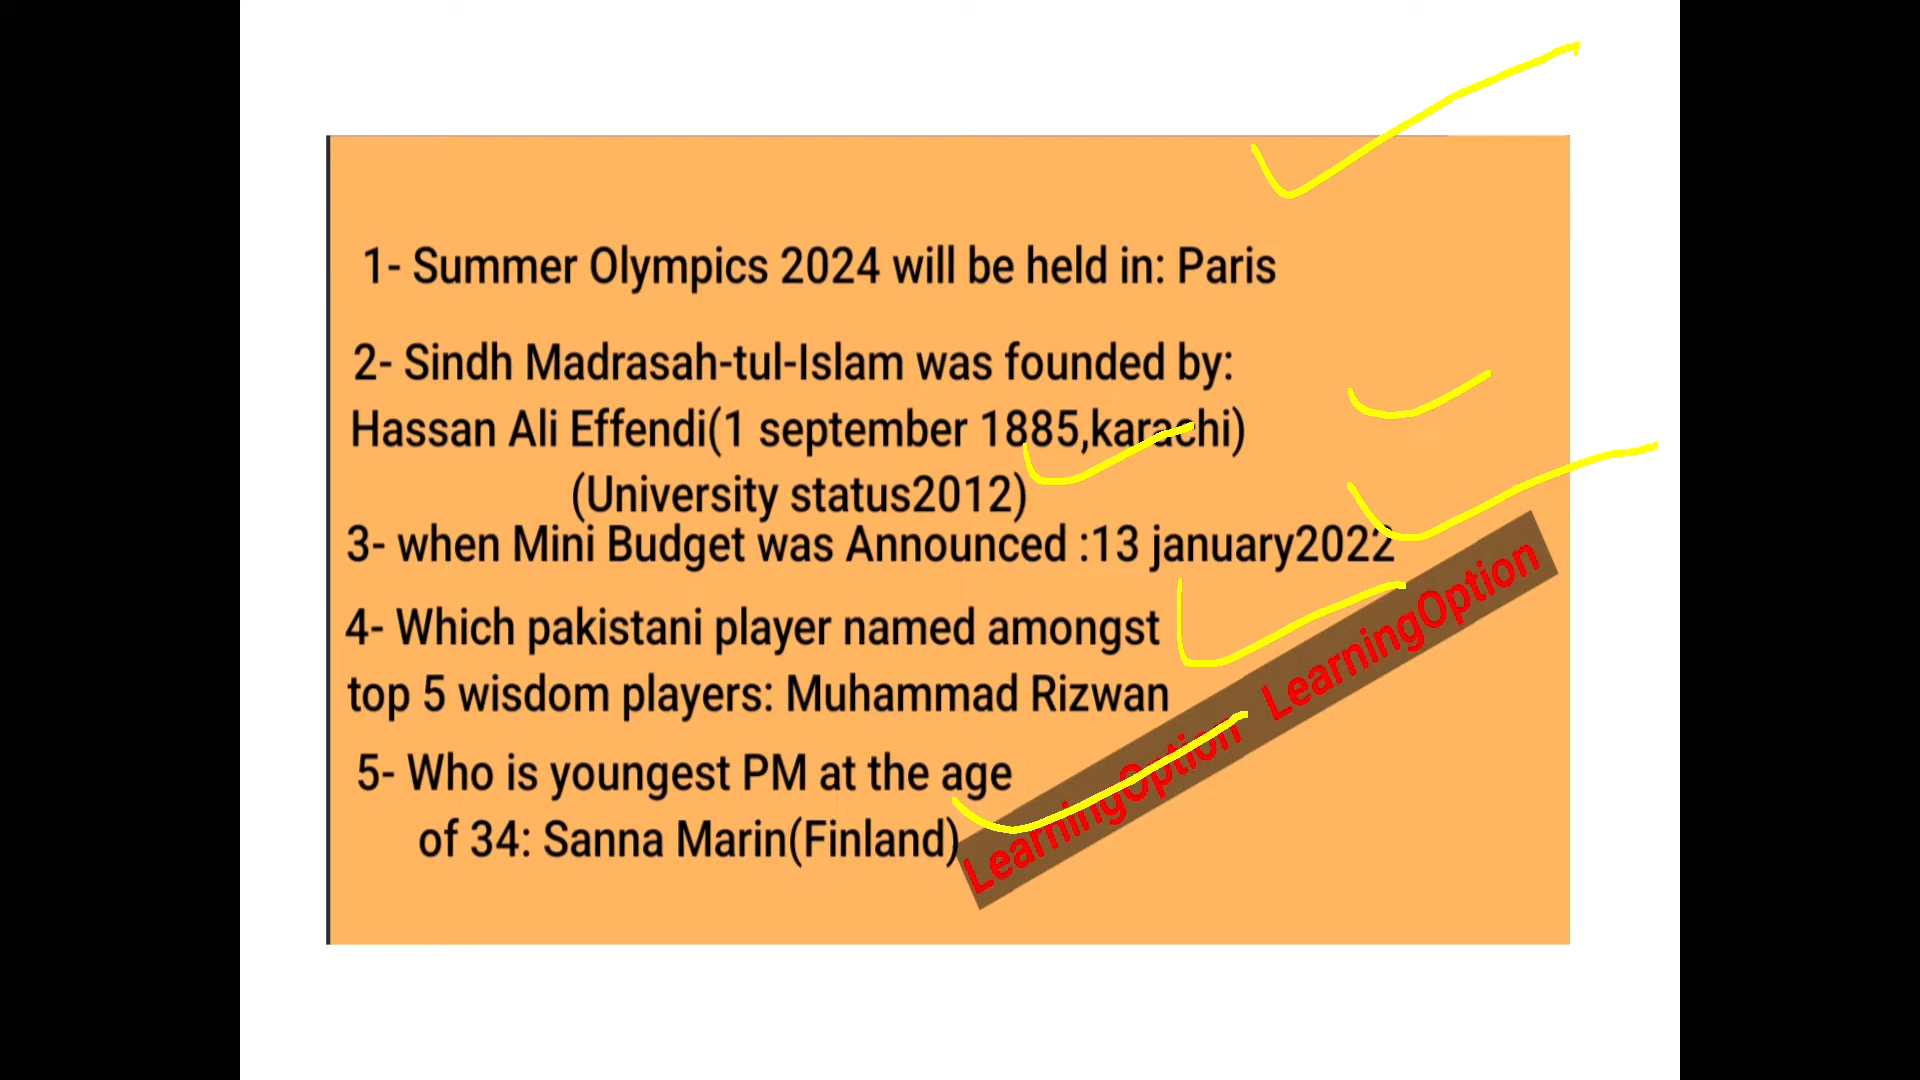 1- Summer Olympics 2024 will be held in: Paris
2- Sindh Madrasah-tul-Islam was founded by:
Hassan Ali Effendi(1 september 1885,karachi)
(University status2012)
3- when Mini Budget was Announced :13 january2022
4- Which pakistani player named amongst
top 5 wisdom players: Muhammad Rizwan
5- Who is youngest PM at the age
of 34: Sanna Marin(Finland)
LearningOption LearningOption